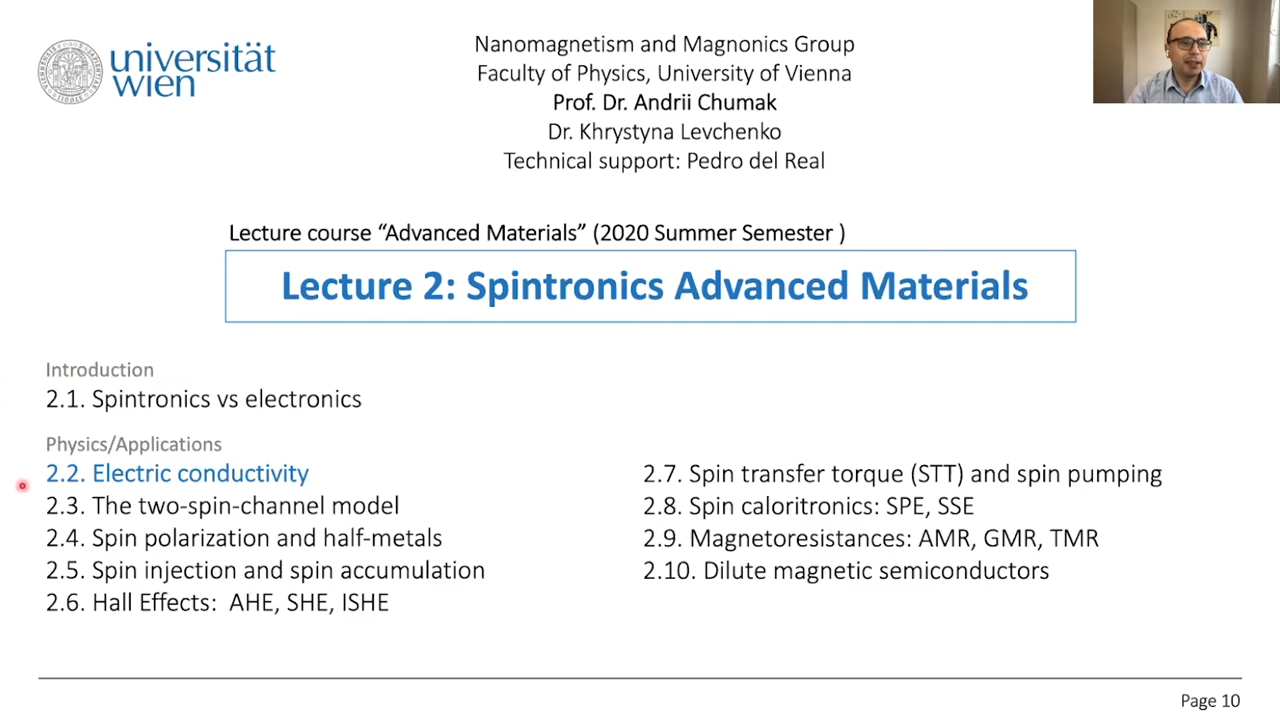 universität
wien
Nanomagnetism and Magnonics Group
Faculty of Physics, University of Vienna
Prof. Dr. Andrii Chumak
Dr. Khrystyna Levchenko
Technical support: Pedro del Real
Lecture course “Advanced Materials” (2020 Summer Semester )
Lecture 2: Spintronics Advanced Materials
Introduction
2.1. Spintronics vs electronics
Physics/Applications
2.2. Electric conductivity
2.3. The two-spin-channel model
2.4. Spin polarization and half-metals
2.5. Spin injection and spin accumulation
2.6. Hall Effects:  AHE, SHE, ISHE
2.7. Spin transfer torque (STT) and spin pumping
2.8. Spin caloritronics: SPE, SSE
2.9. Magnetoresistances: AMR, GMR, TMR
2.10. Dilute magnetic semiconductors
Page 10